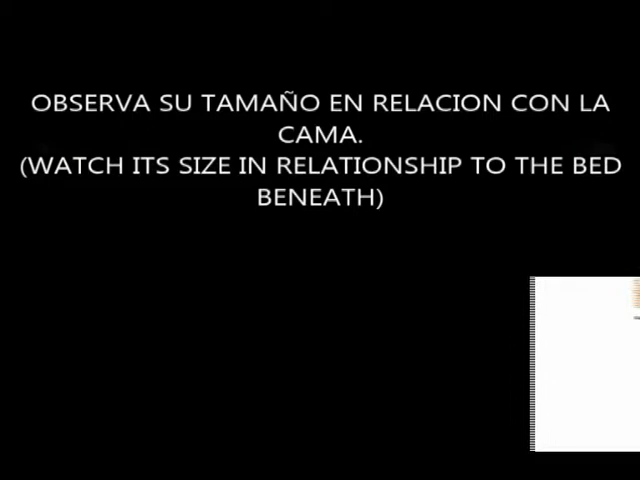 OBSERVA SU TAMAÑO EN RELACION CON LA
CAMA.
(WATCH ITS SIZE IN RELATIONSHIP TO THE BED
BENEATH)